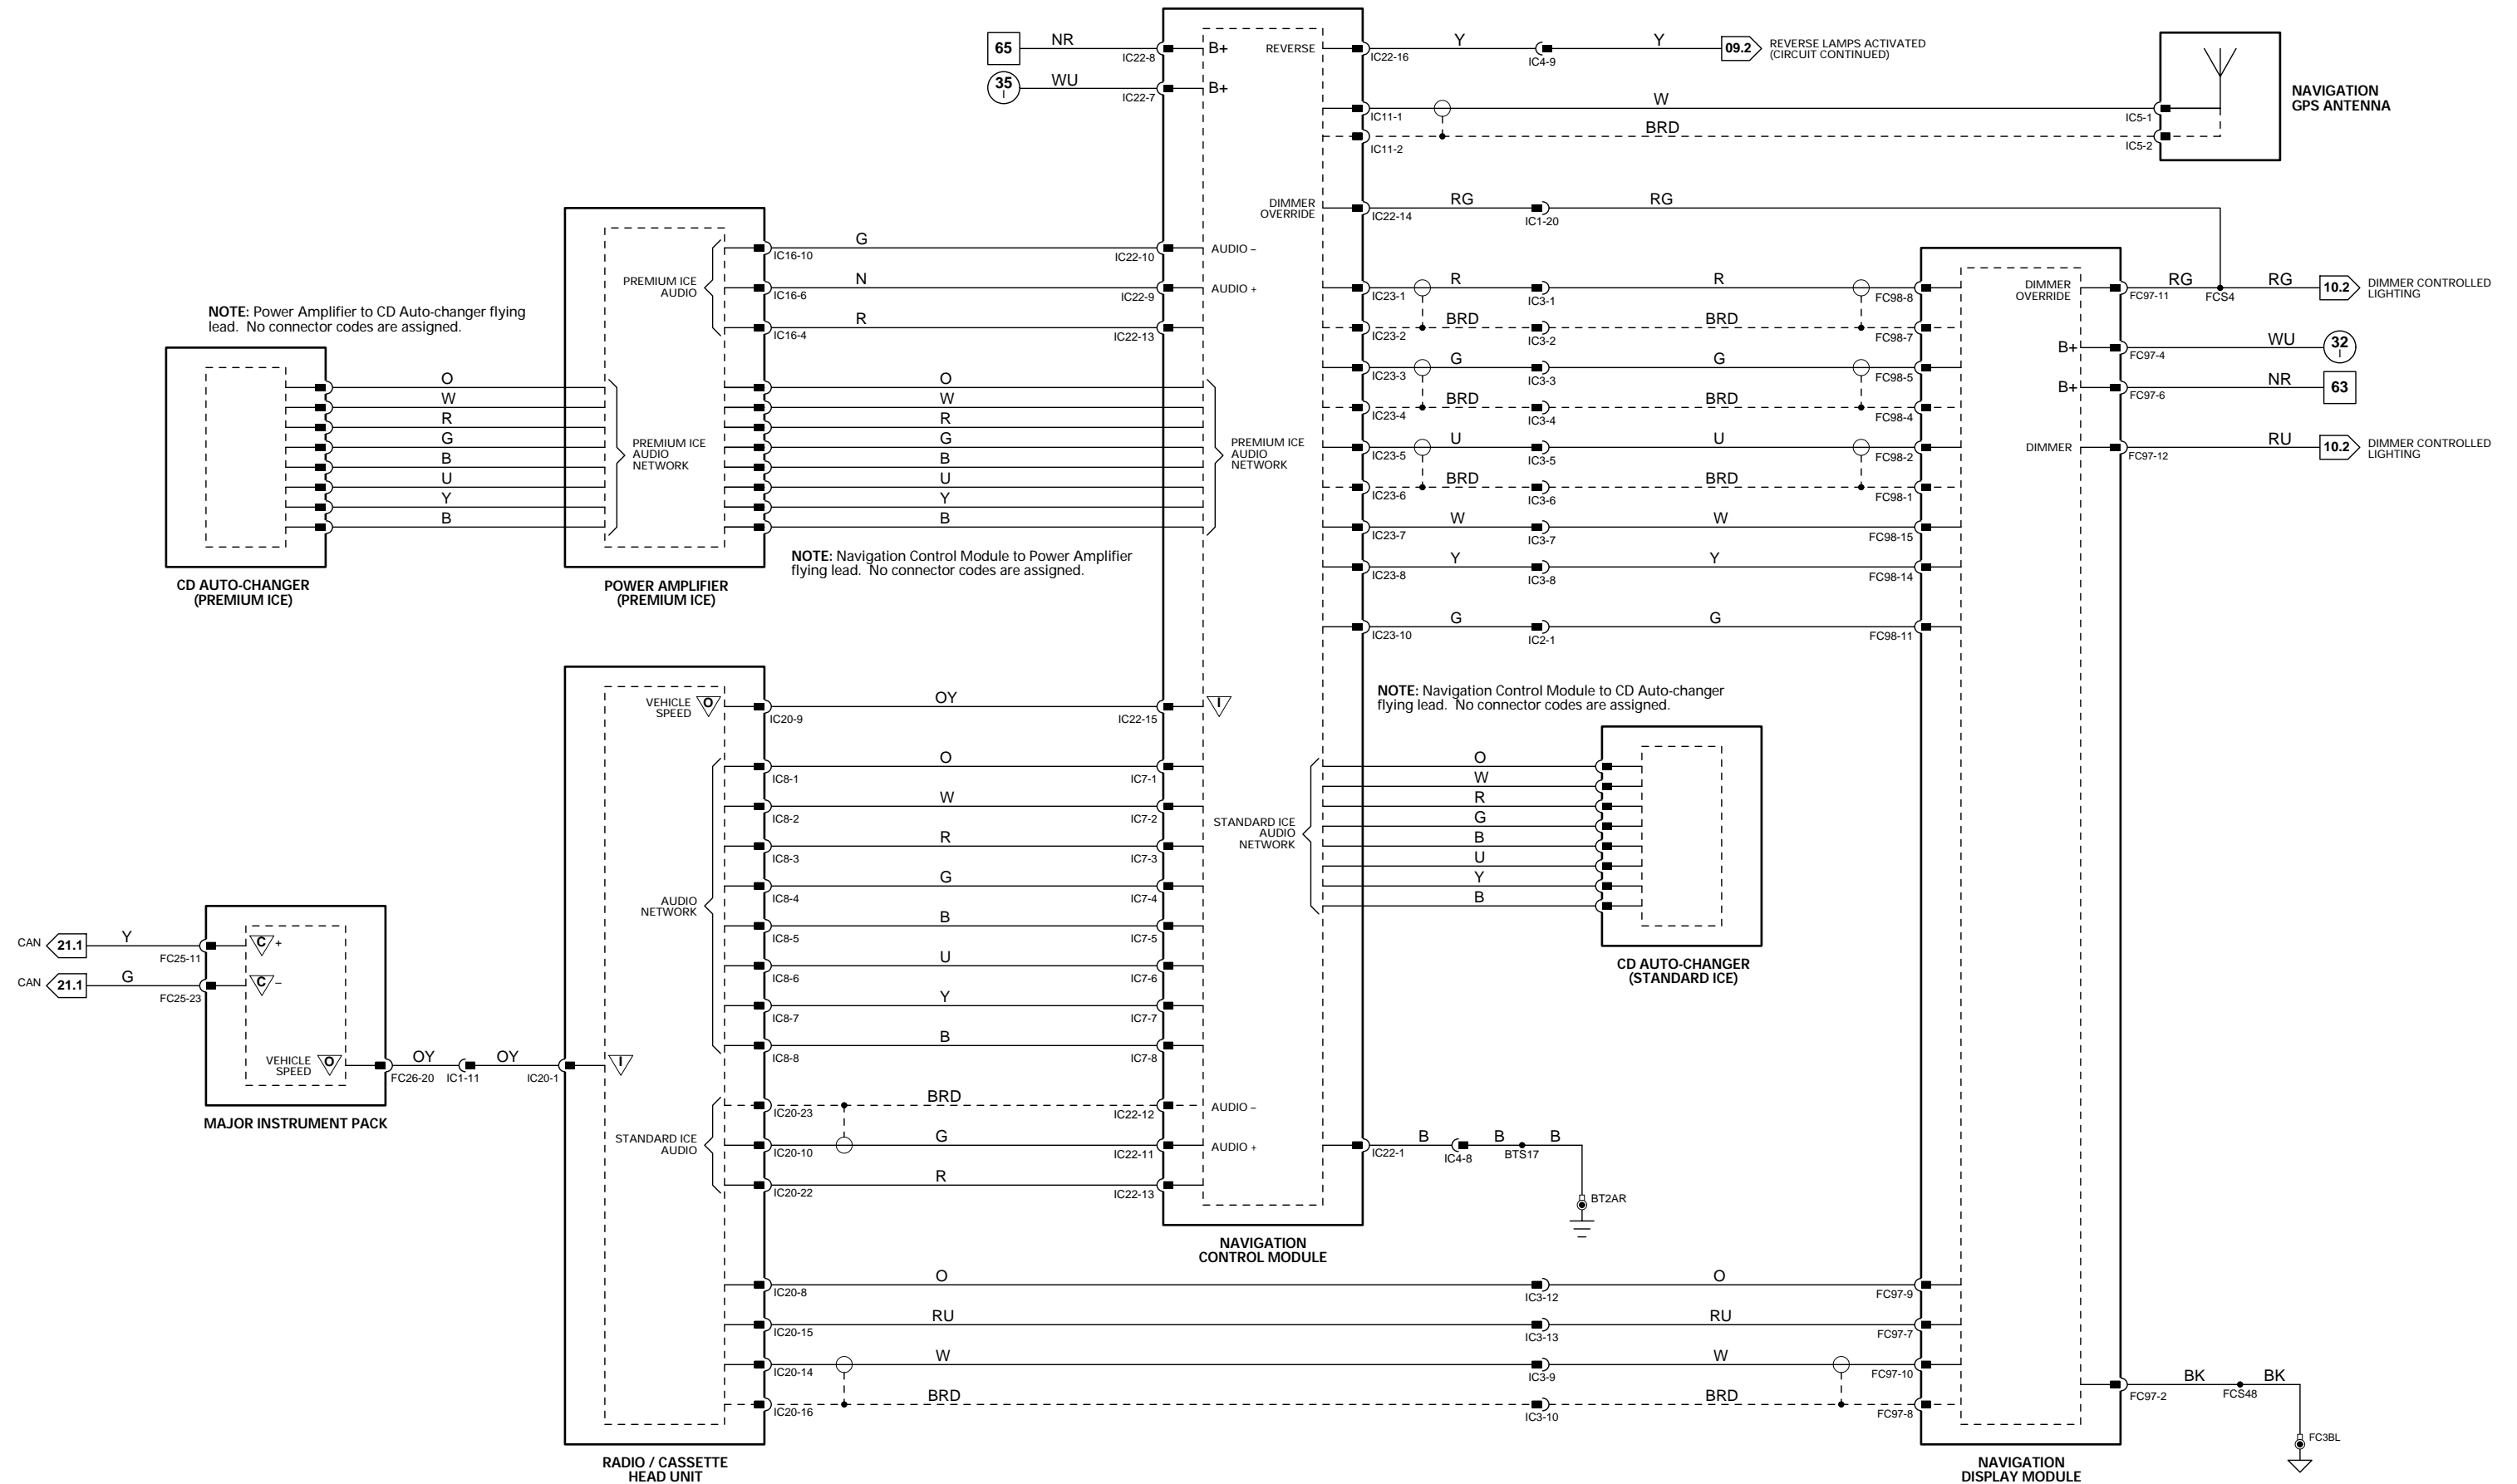 65
NR
IC22-8
B+
35
I
WU
IC22-7
B+
REVERSE
IC22-16
Y
IC4-9
Y
09.2
REVERSE LAMPS ACTIVATED
(CIRCUIT CONTINUED)
IC11-1
W
IC5-1
IC11-2
BRD
IC5-2
NAVIGATION
GPS ANTENNA
DIMMER
OVERRIDE
IC22-14
RG
IC1-20
RG
PREMIUM ICE
AUDIO
IC16-10
G
IC22-10
AUDIO –
IC16-6
N
IC22-9
AUDIO +
IC16-4
R
IC22-13
NOTE: Power Amplifier to CD Auto-changer flying
lead. No connector codes are assigned.
O
W
R
G
B
U
Y
B
PREMIUM ICE
AUDIO
NETWORK
O
W
R
G
B
U
Y
B
PREMIUM ICE
AUDIO
NETWORK
CD AUTO-CHANGER
(PREMIUM ICE)
POWER AMPLIFIER
(PREMIUM ICE)
NOTE: Navigation Control Module to Power Amplifier
flying lead. No connector codes are assigned.
IC23-1
R
IC3-1
R
FC98-8
IC23-2
BRD
IC3-2
BRD
FC98-7
IC23-3
G
IC3-3
G
FC98-5
IC23-4
BRD
IC3-4
BRD
FC98-4
IC23-5
U
IC3-5
U
FC98-2
IC23-6
BRD
IC3-6
BRD
FC98-1
IC23-7
W
IC3-7
W
FC98-15
IC23-8
Y
IC3-8
Y
FC98-14
IC23-10
G
IC2-1
G
FC98-11
DIMMER
OVERRIDE
FC97-11
RG
FCS4
RG
10.2
DIMMER CONTROLLED
LIGHTING
B+
FC97-4
WU
32
I
B+
FC97-6
NR
63
DIMMER
FC97-12
RU
10.2
DIMMER CONTROLLED
LIGHTING
VEHICLE
SPEED
O
IC20-9
OY
IC22-15
I
AUDIO
NETWORK
IC8-1
O
IC7-1
IC8-2
W
IC7-2
IC8-3
R
IC7-3
IC8-4
G
IC7-4
IC8-5
B
IC7-5
IC8-6
U
IC7-6
IC8-7
Y
IC7-7
IC8-8
B
IC7-8
NOTE: Navigation Control Module to CD Auto-changer
flying lead. No connector codes are assigned.
STANDARD ICE
AUDIO
NETWORK
O
W
R
G
B
U
Y
B
CD AUTO-CHANGER
(STANDARD ICE)
CAN
21.1
Y
FC25-11
C
+
CAN
21.1
G
FC25-23
C
–
VEHICLE
SPEED
O
FC26-20
OY
IC1-11
OY
IC20-1
I
MAJOR INSTRUMENT PACK
STANDARD ICE
AUDIO
IC20-23
BRD
IC22-12
AUDIO –
IC20-10
G
IC22-11
AUDIO +
IC20-22
R
IC22-13
IC22-1
B
IC4-8
B
BTS17
B
BT2AR
NAVIGATION
CONTROL MODULE
IC20-8
O
IC3-12
O
FC97-9
IC20-15
RU
IC3-13
RU
FC97-7
IC20-14
W
IC3-9
W
FC97-10
IC20-16
BRD
IC3-10
BRD
FC97-8
FC97-2
BK
FCS48
BK
FC3BL
RADIO / CASSETTE
HEAD UNIT
NAVIGATION
DISPLAY MODULE